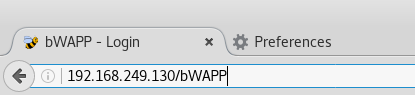 bWAPP - Login
Preferences
192.168.249.130/bWAPP